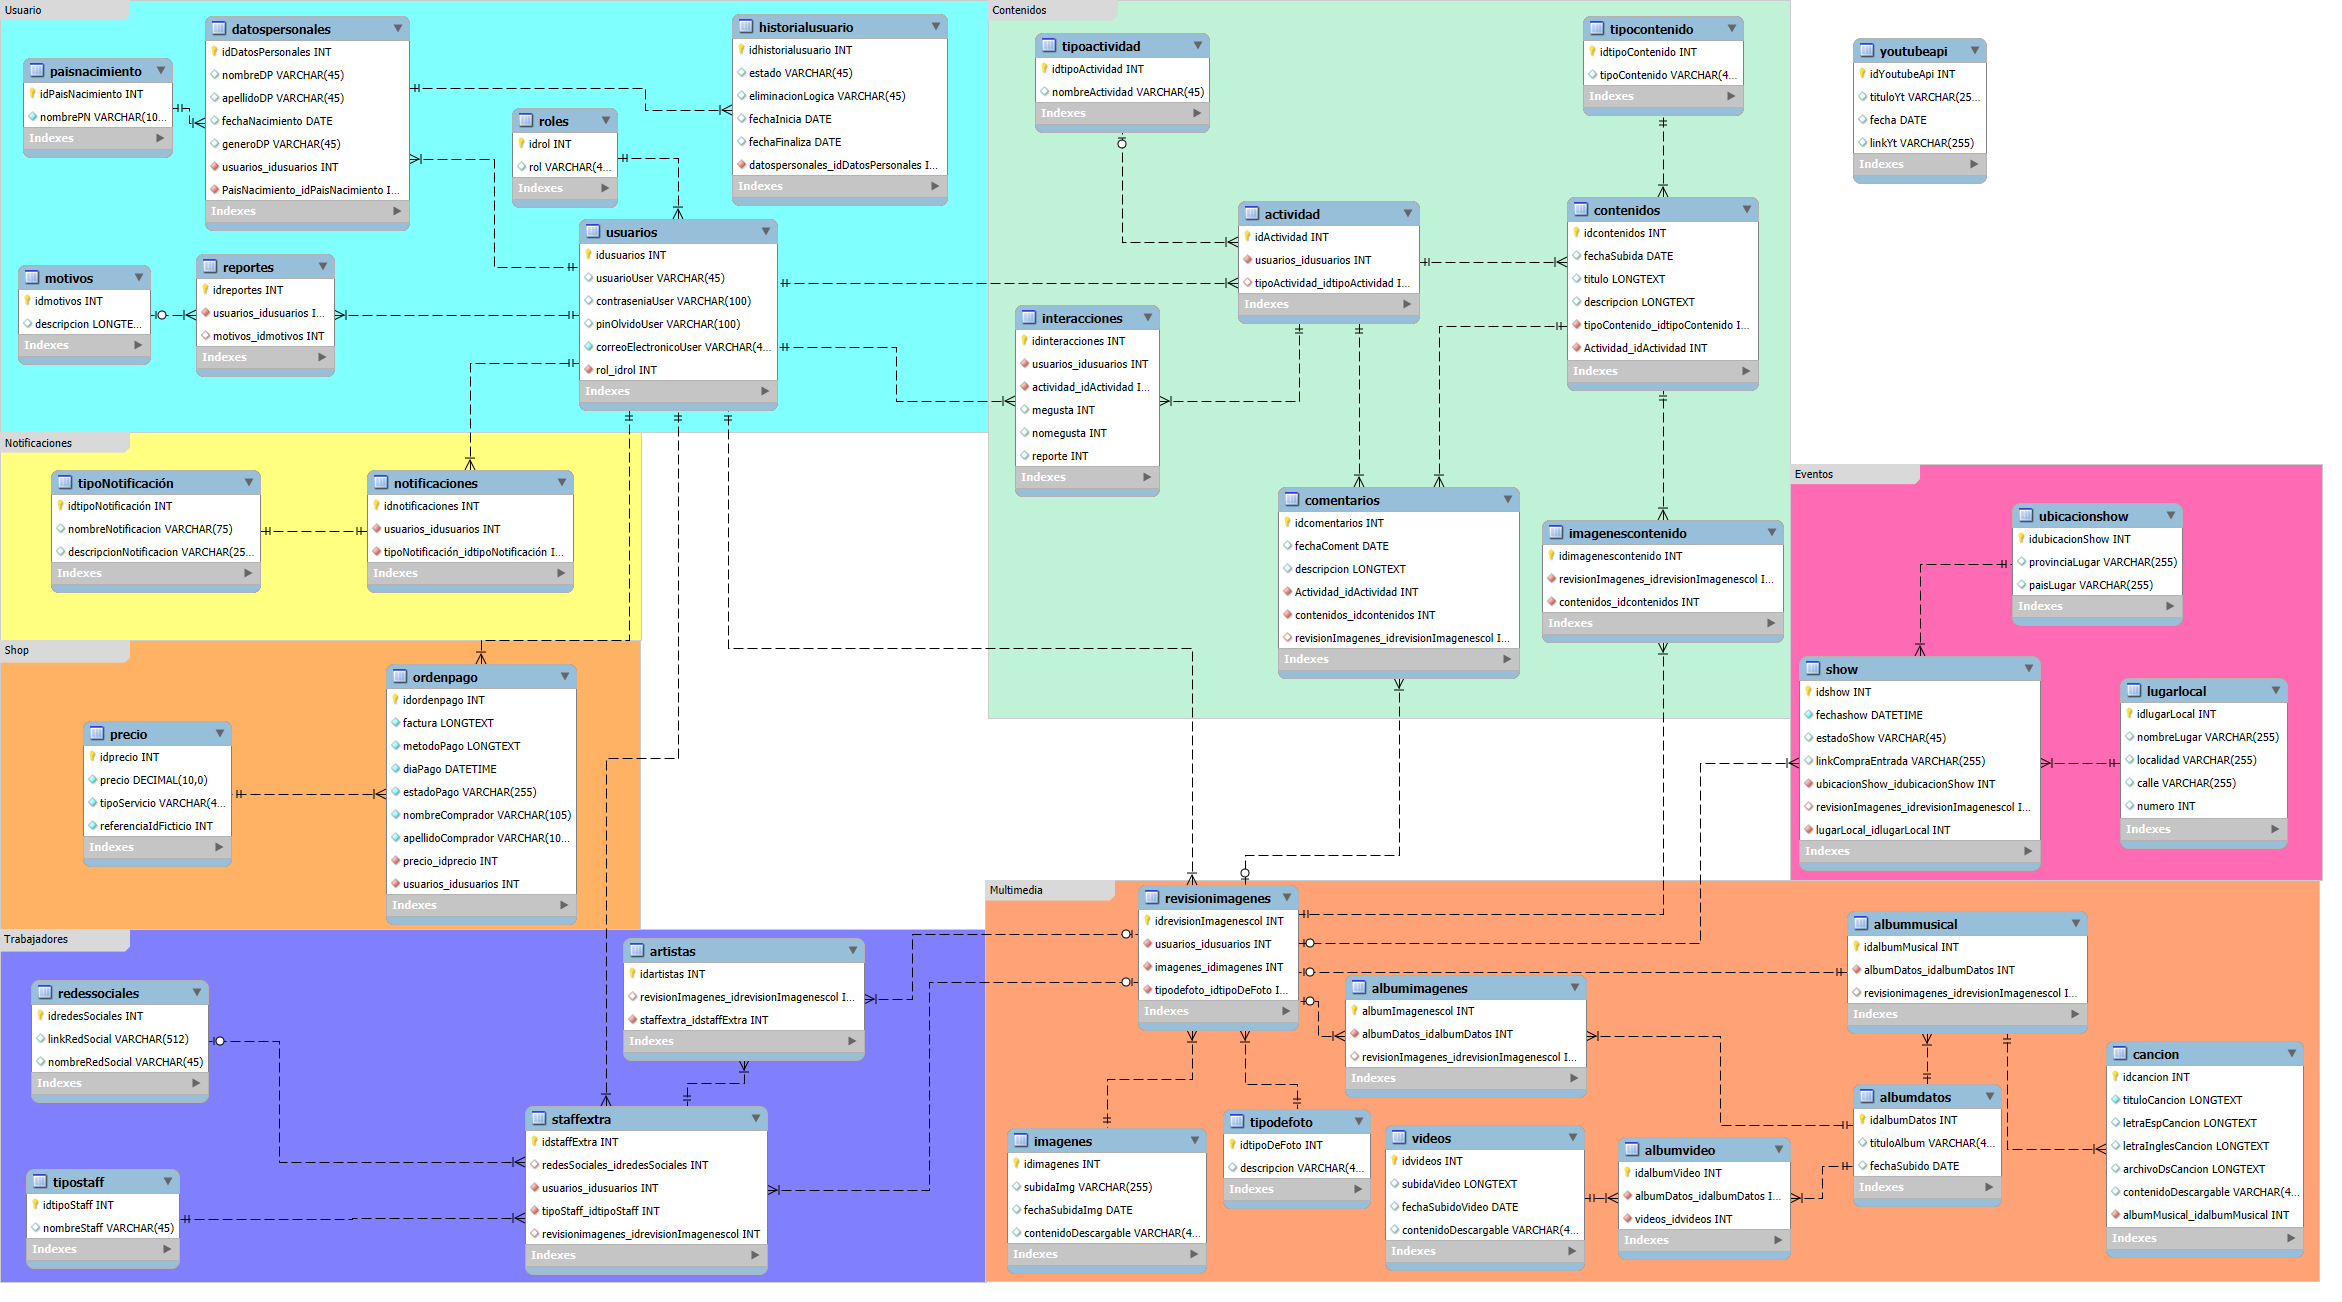 Usuario
datospersonales
idDatosPersonales INT
nombreDP VARCHAR(45)
apellidoDP VARCHAR(45)
fechaNacimiento DATE
generoDP VARCHAR(45)
usuarios_idusuarios INT
PaisNacimiento_idPaisNacimiento I...
Indexes
historialusuario
idhistorialusuario INT
estado VARCHAR(45)
eliminacionLogica VARCHAR(45)
fechaInicia DATE
fechaFinaliza DATE
datospersonales_idDatosPersonales I...
Indexes
paisnacimiento
idPaisNacimiento INT
nombrePN VARCHAR(10...
Indexes
roles
idrol INT
rol VARCHAR(4...
Indexes
usuarios
idusuarios INT
usuarioUser VARCHAR(45)
contraseniaUser VARCHAR(100)
pinOlvidoUser VARCHAR(100)
correoElectronicoUser VARCHAR(4...
rol_idrol INT
Indexes
motivos
idmotivos INT
descripcion LONGTE...
Indexes
reportes
idreportes INT
usuarios_idusuarios I...
motivos_idmotivos INT
Indexes
Contenidos
tipoactividad
idtipoActividad INT
nombreActividad VARCHAR(45)
Indexes
tipocontenido
idtipoContenido INT
tipoContenido VARCHAR(4...
Indexes
actividad
idActividad INT
usuarios_idusuarios INT
tipoActividad_idtipoActividad I...
Indexes
contenidos
idcontenidos INT
fechaSubida DATE
titulo LONGTEXT
descripcion LONGTEXT
tipoContenido_idtipoContenido I...
Actividad_idActividad INT
Indexes
interacciones
idinteracciones INT
usuarios_idusuarios INT
actividad_idActividad I...
megusta INT
nomegusta INT
reporte INT
Indexes
comentarios
idcomentarios INT
fechaComent DATE
descripcion LONGTEXT
Actividad_idActividad INT
contenidos_idcontenidos INT
revisionImagenes_idrevisionImagenescol I...
Indexes
imagenescontenido
idimagenescontenido INT
revisionImagenes_idrevisionImagenescol I...
contenidos_idcontenidos INT
Indexes
youtubeapi
idYoutubeApi INT
tituloYt VARCHAR(25...
fecha DATE
linkYt VARCHAR(255)
Indexes
Notificaciones
tipoNotificación
idtipoNotificación INT
nombreNotificacion VARCHAR(75)
descripcionNotificacion VARCHAR(25...
Indexes
notificaciones
idnotificaciones INT
usuarios_idusuarios INT
tipoNotificación_idtipoNotificación I...
Indexes
Eventos
ubicacionshow
idubicacionShow INT
provinciaLugar VARCHAR(255)
paisLugar VARCHAR(255)
Indexes
show
idshow INT
fechashow DATETIME
estadoShow VARCHAR(45)
linkCompraEntrada VARCHAR(255)
ubicacionShow_idubicacionShow INT
revisionImagenes_idrevisionImagenescol I...
lugarLocal_idlugarLocal INT
Indexes
lugarlocal
idlugarLocal INT
nombreLugar VARCHAR(255)
localidad VARCHAR(255)
calle VARCHAR(255)
numero INT
Indexes
Shop
precio
idprecio INT
precio DECIMAL(10,0)
tipoServicio VARCHAR(4...
referenciaIdFicticio INT
Indexes
ordenpago
idordenpago INT
factura LONGTEXT
metodoPago LONGTEXT
diaPago DATETIME
estadoPago VARCHAR(255)
nombreComprador VARCHAR(105)
apellidoComprador VARCHAR(10...
precio_idprecio INT
usuarios_idusuarios INT
Indexes
Trabajadores
redessociales
idredesSociales INT
linkRedSocial VARCHAR(512)
nombreRedSocial VARCHAR(45)
Indexes
tipostaff
idtipoStaff INT
nombreStaff VARCHAR(45)
Indexes
artistas
idartistas INT
revisionImagenes_idrevisionImagenescol I...
staffextra_idstaffExtra INT
Indexes
staffextra
idstaffExtra INT
redesSociales_idredesSociales INT
usuarios_idusuarios INT
tipoStaff_idtipoStaff INT
revisionimagenes_idrevisionImagenescol INT
Indexes
Multimedia
revisionimagenes
idrevisionImagenescol INT
usuarios_idusuarios INT
imagenes_idimagenes INT
tipodefoto_idtipoDeFoto I...
Indexes
albumimagenes
albumImagenescol INT
albumDatos_idalbumDatos INT
revisionImagenes_idrevisionImagenescol I...
Indexes
albummusical
idalbumMusical INT
albumDatos_idalbumDatos INT
revisionimagenes_idrevisionImagenescol I...
Indexes
imagenes
idimagenes INT
subidaImg VARCHAR(255)
fechaSubidaImg DATE
contenidoDescargable VARCHAR(4...
Indexes
tipodefoto
idtipoDeFoto INT
descripcion VARCHAR(4...
Indexes
videos
idvideos INT
subidaVideo LONGTEXT
fechaSubidoVideo DATE
contenidoDescargable VARCHAR(4...
Indexes
albumvideo
idalbumVideo INT
albumDatos_idalbumDatos I...
videos_idvideos INT
Indexes
albumdatos
idalbumDatos INT
tituloAlbum VARCHAR(4...
fechaSubido DATE
Indexes
cancion
idcancion INT
tituloCancion LONGTEXT
letraEspCancion LONGTEXT
letraInglesCancion LONGTEXT
archivoDsCancion LONGTEXT
contenidoDescargable VARCHAR(4...
albumMusical_idalbumMusical INT
Indexes